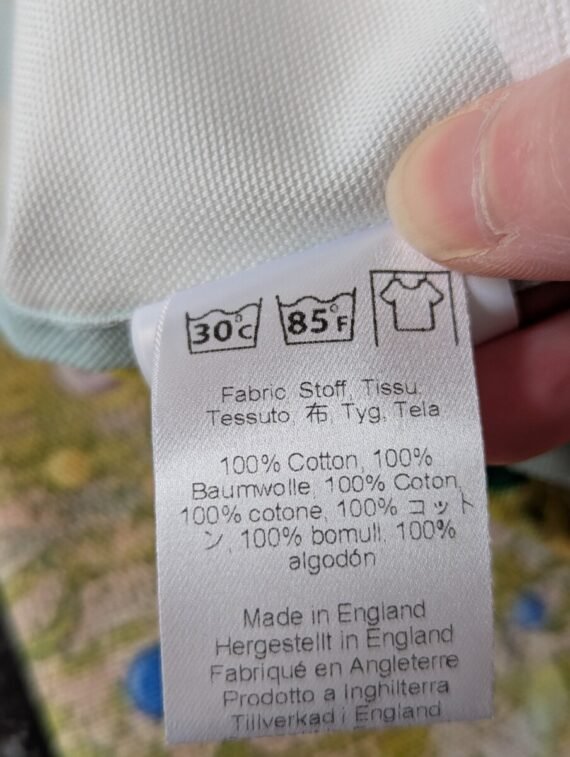 30°C 85°F
Fabric, Stoff, Tissu,
Tessuto, 布, Tyg, Tela
100% Cotton, 100%
Baumwolle, 100% Coton,
100% cotone, 100% コット
ン, 100% bomull, 100%
algodón
Made in England
Hergestellt in England
Fabriqué en Angleterre
Prodotto a Inghilterra
Tillverkad i England